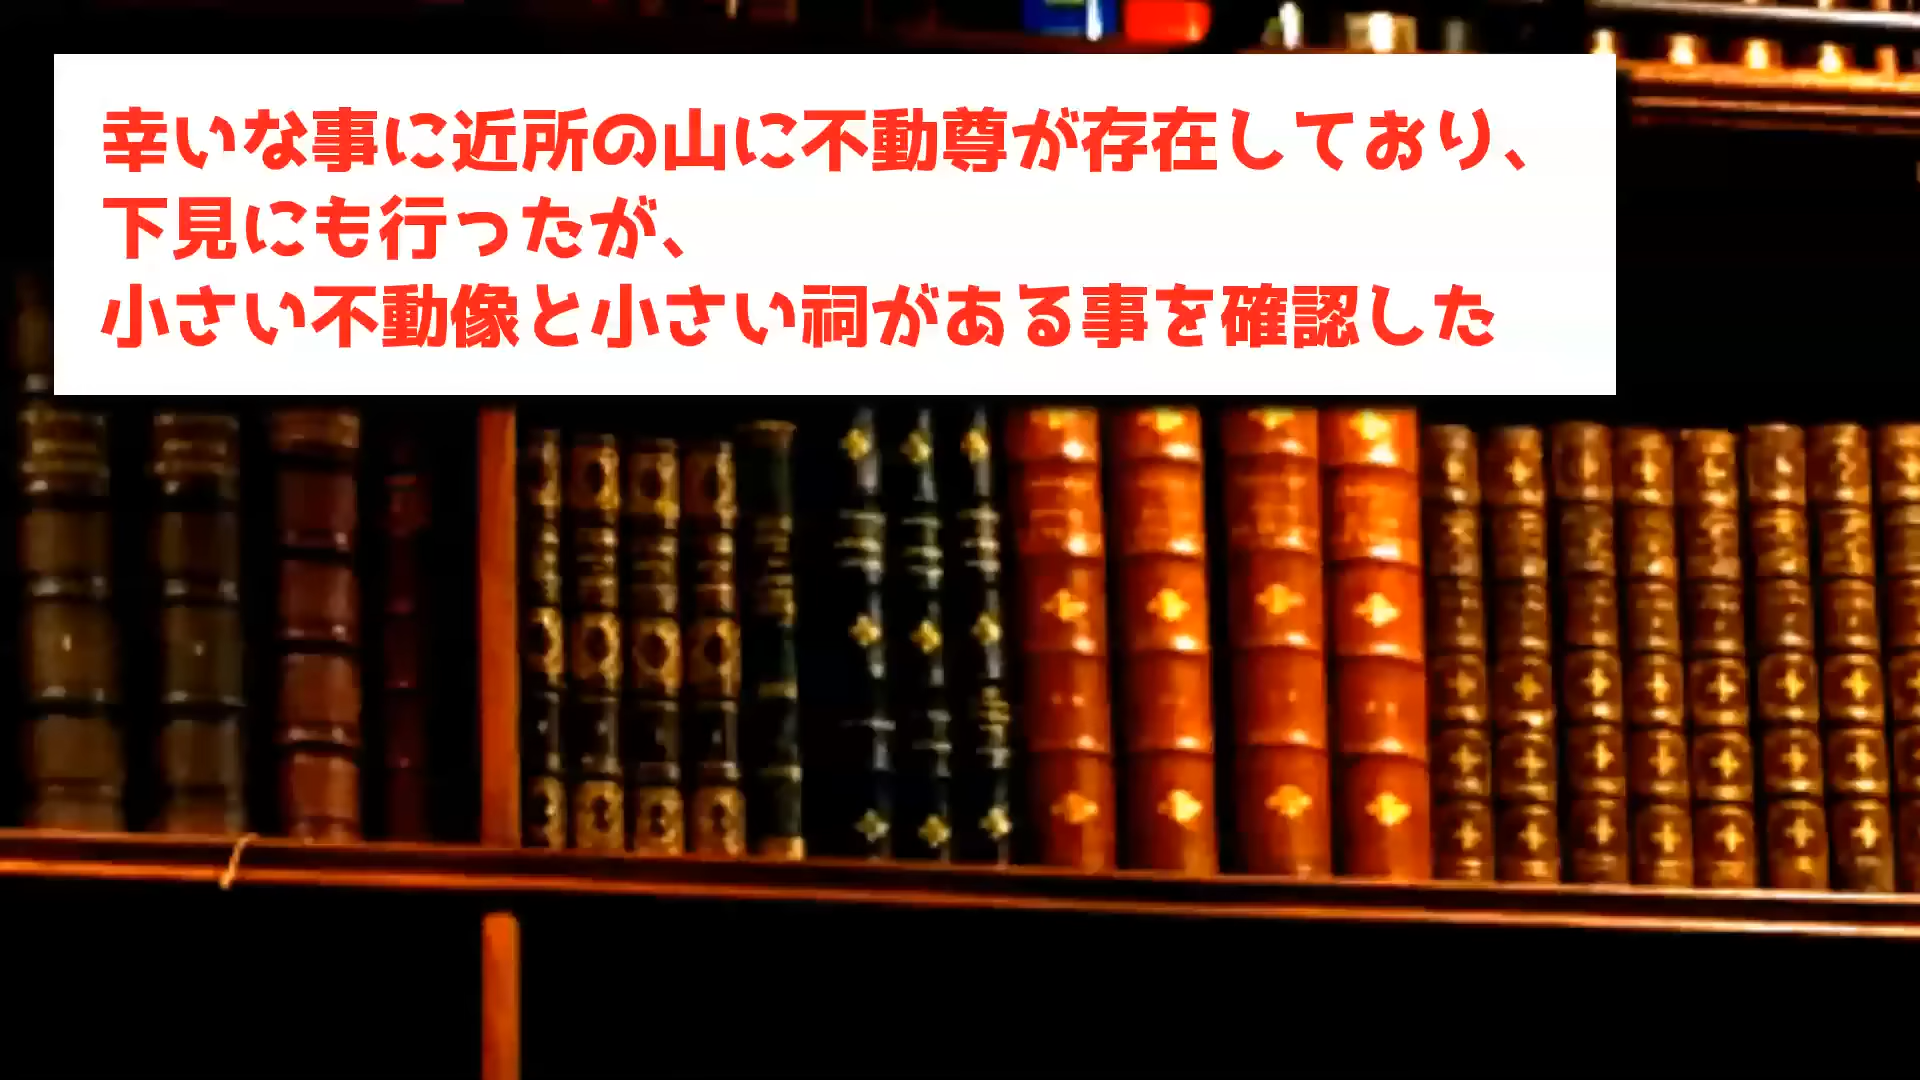 幸いな事に近所の山に不動尊が存在しており、
下見にも行ったが、
小さい不動像と小さい祠がある事を確認した